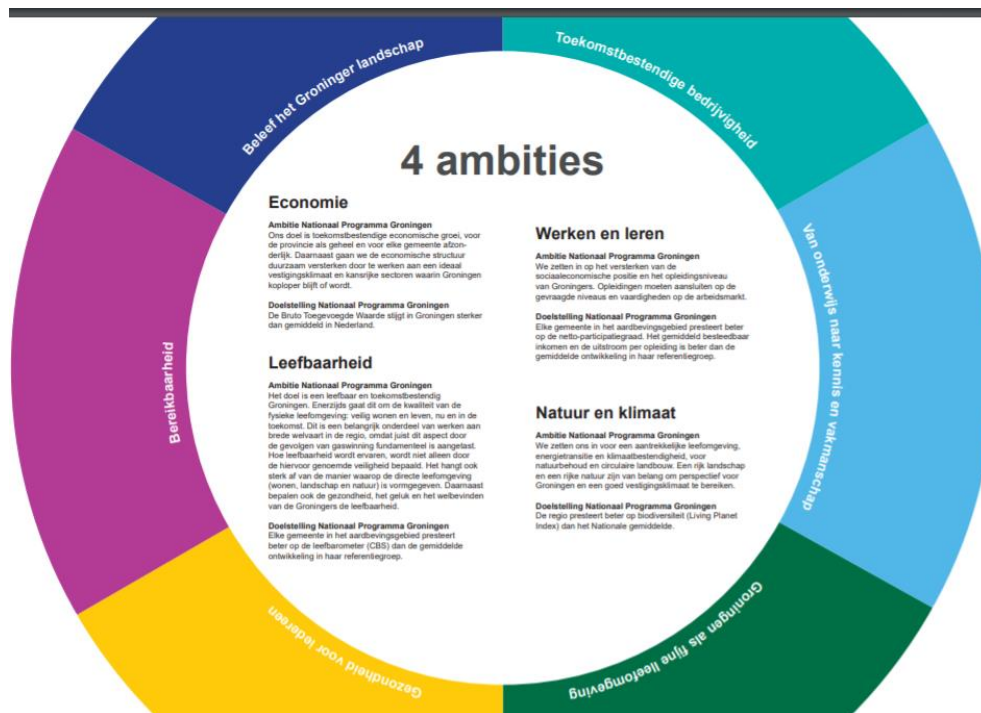 Beleef het Groninger landschap
Toekomstbestendige bedrijvigheid
Van onderwijs naar kennis en vakmanschap
Groningen als fijne leefomgeving
Gezondheid voor iedereen
Bereikbaarheid
4 ambities
Economie
Ambitie Nationaal Programma Groningen
Ons doel is toekomstbestendige economische groei, voor
de provincie als geheel en voor elke gemeente afzon-
derlijk. Daarnaast gaan we de economische structuur
duurzaam versterken door te werken aan een ideaal
vestigingsklimaat en kansrijke sectoren waarin Groningen
koploper blijft of wordt.
Doelstelling Nationaal Programma Groningen
De Bruto Toegevoegde Waarde stijgt in Groningen sterker
dan gemiddeld in Nederland.
Leefbaarheid
Ambitie Nationaal Programma Groningen
Het doel is een leefbaar en toekomstbestendig
Groningen. Enerzijds gaat dit om de kwaliteit van de
fysieke leefomgeving: veilig wonen en leven, nu en in de
toekomst. Dit is een belangrijk onderdeel van werken aan
brede welvaart in de regio, omdat juist dit aspect door
de gevolgen van gaswinning fundamenteel is aangetast.
Hoe leefbaarheid wordt ervaren, wordt niet alleen door
de hiervoor genoemde veiligheid bepaald. Het hangt ook
sterk af van de manier waarop de directe leefomgeving
(wonen, landschap en natuur) is vormgegeven. Daarnaast
bepalen ook de gezondheid, het geluk en het welbevinden
van de Groningers de leefbaarheid.
Doelstelling Nationaal Programma Groningen
Elke gemeente in het aardbevingsgebied presteert
beter op de leefbarometer (CBS) dan de gemiddelde
ontwikkeling in haar referentiegroep.
Werken en leren
Ambitie Nationaal Programma Groningen
We zetten in op het versterken van de
sociaaleconomische positie en het opleidingsniveau
van Groningers. Opleidingen moeten aansluiten op de
gevraagde niveaus en vaardigheden op de arbeidsmarkt.
Doelstelling Nationaal Programma Groningen
Elke gemeente in het aardbevingsgebied presteert beter
op de netto-participatiegraad. Het gemiddeld besteedbaar
inkomen en de uitstroom per opleiding is beter dan de
gemiddelde ontwikkeling in haar referentiegroep.
Natuur en klimaat
Ambitie Nationaal Programma Groningen
We zetten ons in voor een aantrekkelijke leefomgeving,
energietransitie en klimaatbestendigheid, voor
natuurbehoud en circulaire landbouw. Een rijk landschap
en een rijke natuur zijn van belang om perspectief voor
Groningen en een goed vestigingsklimaat te bereiken.
Doelstelling Nationaal Programma Groningen
De regio presteert beter op biodiversiteit (Living Planet
Index) dan het Nationale gemiddelde.